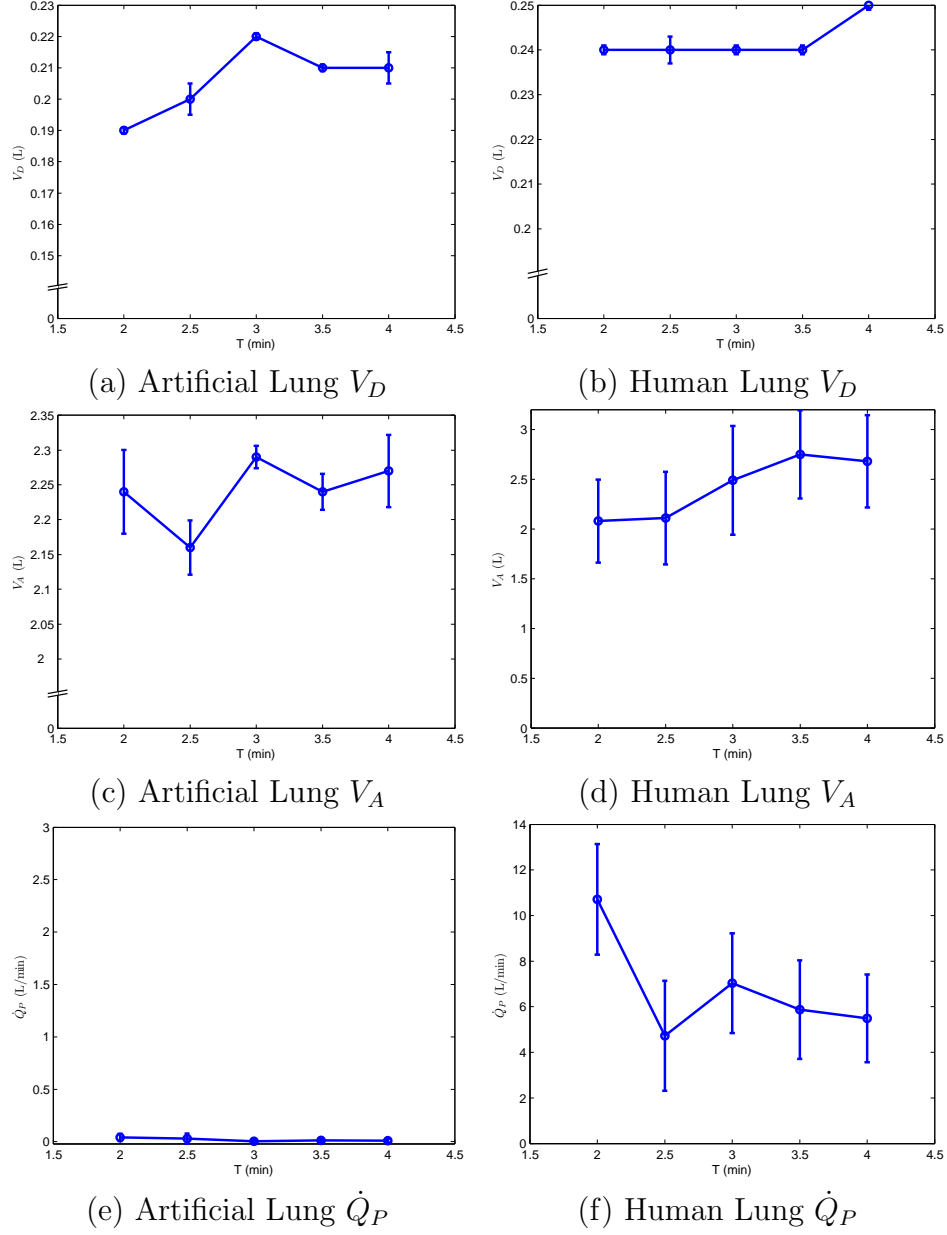 0.23
0.22
0.21
0.2
0.19
0.18
0.17
0.16
0.15
0
V_D (L)
1.5 2 2.5 3 3.5 4 4.5
T (min)
(a) Artificial Lung V_D
0.25
0.24
0.23
0.22
0.21
0.2
0
V_D (L)
1.5 2 2.5 3 3.5 4 4.5
T (min)
(b) Human Lung V_D
2.35
2.3
2.25
2.2
2.15
2.1
2.05
2
0
V_A (L)
1.5 2 2.5 3 3.5 4 4.5
T (min)
(c) Artificial Lung V_A
3
2.5
2
1.5
1
0.5
0
V_A (L)
1.5 2 2.5 3 3.5 4 4.5
T (min)
(d) Human Lung V_A
3
2.5
2
1.5
1
0.5
0
Q̇_P (L/min)
1.5 2 2.5 3 3.5 4 4.5
T (min)
(e) Artificial Lung Q̇_P
14
12
10
8
6
4
2
0
Q̇_P (L/min)
1.5 2 2.5 3 3.5 4 4.5
T (min)
(f) Human Lung Q̇_P